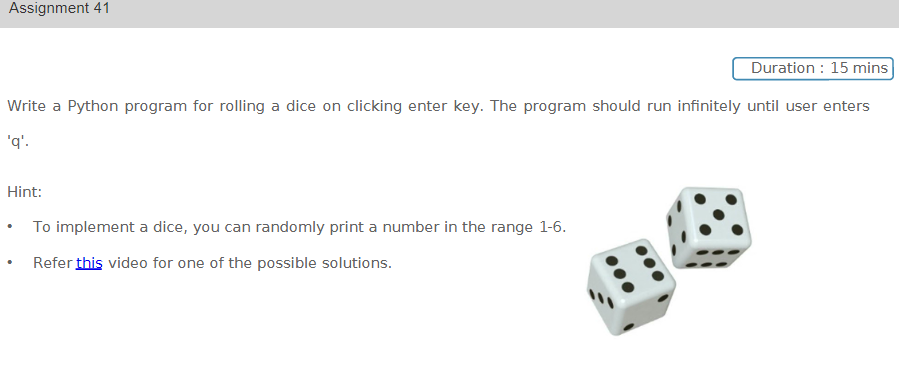 Assignment 41
Duration : 15 mins
Write a Python program for rolling a dice on clicking enter key. The program should run infinitely until user enters
'q'.
Hint:
• To implement a dice, you can randomly print a number in the range 1-6.
• Refer this video for one of the possible solutions.